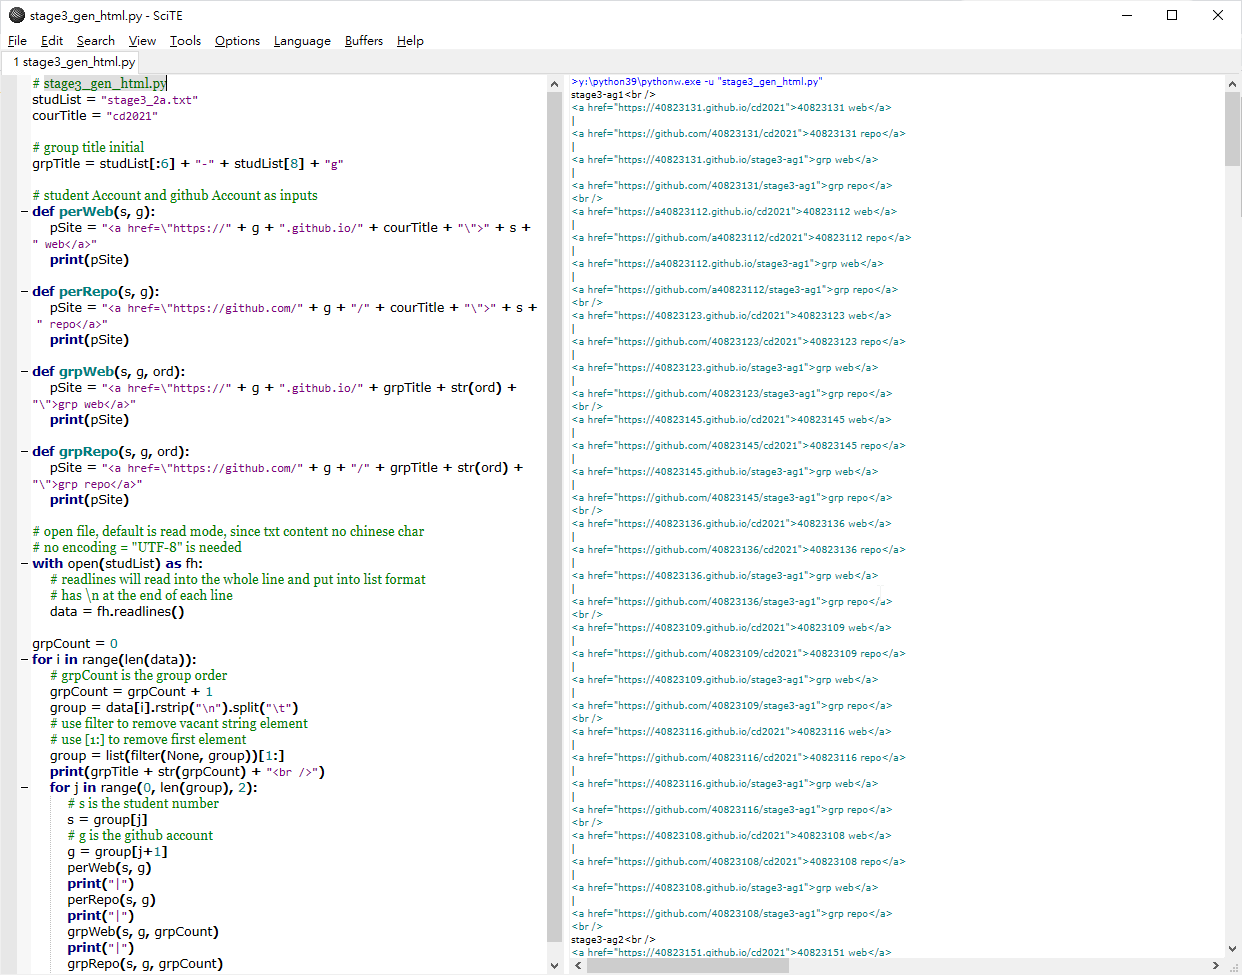 stage3_gen_html.py - SciTE
File Edit Search View Tools Options Language Buffers Help
1 stage3_gen_html.py
# stage3_gen_html.py
studList = "stage3_2a.txt"
courTitle = "cd2021"
# group title initial
grpTitle = studList[:6] + "-" + studList[8] + "g"
# student Account and github Account as inputs
def perWeb(s, g):
pSite = "<a href=\"https://" + g + ".github.io/" + courTitle + "\">" + s +
" web</a>"
print(pSite)
def perRepo(s, g):
pSite = "<a href=\"https://github.com/" + g + "/" + courTitle + "\">" + s +
" repo</a>"
print(pSite)
def grpWeb(s, g, ord):
pSite = "<a href=\"https://" + g + ".github.io/" + grpTitle + str(ord) +
"\">grp web</a>"
print(pSite)
def grpRepo(s, g, ord):
pSite = "<a href=\"https://github.com/" + g + "/" + grpTitle + str(ord) +
"\">grp repo</a>"
print(pSite)
# open file, default is read mode, since txt content no chinese char
# no encoding = "UTF-8" is needed
with open(studList) as fh:
# readlines will read into the whole line and put into list format
# has \n at the end of each line
data = fh.readlines()
grpCount = 0
for i in range(len(data)):
# grpCount is the group order
grpCount = grpCount + 1
group = data[i].rstrip("\n").split("\t")
# use filter to remove vacant string element
# use [1:] to remove first element
group = list(filter(None, group))[1:]
print(grpTitle + str(grpCount) + "<br />")
for j in range(0, len(group), 2):
# s is the student number
s = group[j]
# g is the github account
g = group[j+1]
perWeb(s, g)
print("|")
perRepo(s, g)
print("|")
grpWeb(s, g, grpCount)
print("|")
grpRepo(s, g, grpCount)
>y:\python39\pythonw.exe -u "stage3_gen_html.py"
stage3-ag1<br />
<a href="https://40823131.github.io/cd2021">40823131 web</a>
|
<a href="https://github.com/40823131/cd2021">40823131 repo</a>
|
<a href="https://40823131.github.io/stage3-ag1">grp web</a>
|
<a href="https://github.com/40823131/stage3-ag1">grp repo</a>
<br />
<a href="https://a40823112.github.io/cd2021">40823112 web</a>
|
<a href="https://github.com/a40823112/cd2021">40823112 repo</a>
|
<a href="https://a40823112.github.io/stage3-ag1">grp web</a>
|
<a href="https://github.com/a40823112/stage3-ag1">grp repo</a>
<br />
<a href="https://40823123.github.io/cd2021">40823123 web</a>
|
<a href="https://github.com/40823123/cd2021">40823123 repo</a>
|
<a href="https://40823123.github.io/stage3-ag1">grp web</a>
|
<a href="https://github.com/40823123/stage3-ag1">grp repo</a>
<br />
<a href="https://40823145.github.io/cd2021">40823145 web</a>
|
<a href="https://github.com/40823145/cd2021">40823145 repo</a>
|
<a href="https://40823145.github.io/stage3-ag1">grp web</a>
|
<a href="https://github.com/40823145/stage3-ag1">grp repo</a>
<br />
<a href="https://40823136.github.io/cd2021">40823136 web</a>
|
<a href="https://github.com/40823136/cd2021">40823136 repo</a>
|
<a href="https://40823136.github.io/stage3-ag1">grp web</a>
|
<a href="https://github.com/40823136/stage3-ag1">grp repo</a>
<br />
<a href="https://40823109.github.io/cd2021">40823109 web</a>
|
<a href="https://github.com/40823109/cd2021">40823109 repo</a>
|
<a href="https://40823109.github.io/stage3-ag1">grp web</a>
|
<a href="https://github.com/40823109/stage3-ag1">grp repo</a>
<br />
<a href="https://40823116.github.io/cd2021">40823116 web</a>
|
<a href="https://github.com/40823116/cd2021">40823116 repo</a>
|
<a href="https://40823116.github.io/stage3-ag1">grp web</a>
|
<a href="https://github.com/40823116/stage3-ag1">grp repo</a>
<br />
<a href="https://40823108.github.io/cd2021">40823108 web</a>
|
<a href="https://github.com/40823108/cd2021">40823108 repo</a>
|
<a href="https://40823108.github.io/stage3-ag1">grp web</a>
|
<a href="https://github.com/40823108/stage3-ag1">grp repo</a>
<br />
stage3-ag2<br />
<a href="https://40823151.github.io/cd2021">40823151 web</a>